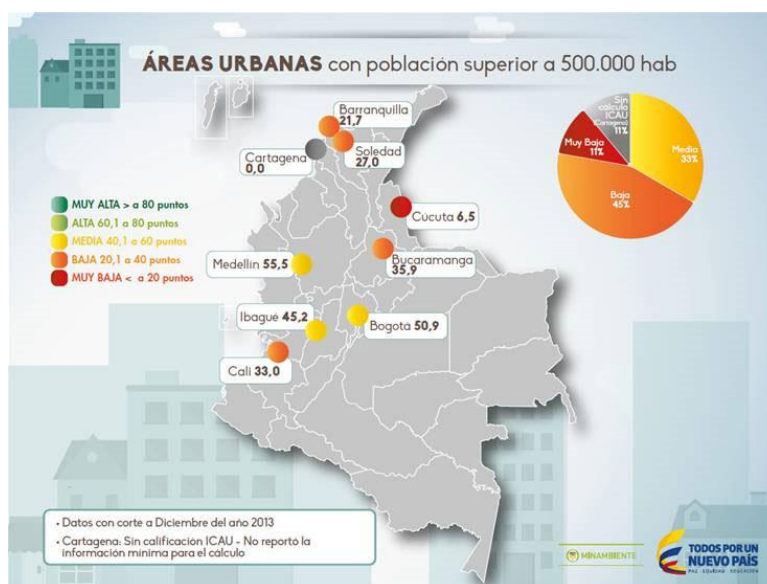 ÁREAS URBANAS con población superior a 500.000 hab
Barranquilla
21,7
Soledad
27,0
Cartagena
0,0
Cúcuta 6,5
Medellín 55,5
Bucaramanga
35,9
Ibagué 45,2
Bogotá 50,9
Cali 33,0
MUY ALTA > a 80 puntos
ALTA 60,1 a 80 puntos
MEDIA 40,1 a 60 puntos
BAJA 20,1 a 40 puntos
MUY BAJA < a 20 puntos
Sin
cálculo
ICAU
(Cartagena)
11%
Media
33%
Muy Baja
11%
Baja
45%
• Datos con corte a Diciembre del año 2013
• Cartagena: Sin calificación ICAU - No reportó la
información mínima para el cálculo
MINAMBIENTE
TODOS POR UN
NUEVO PAÍS
PAZ EQUIDAD EDUCACIÓN